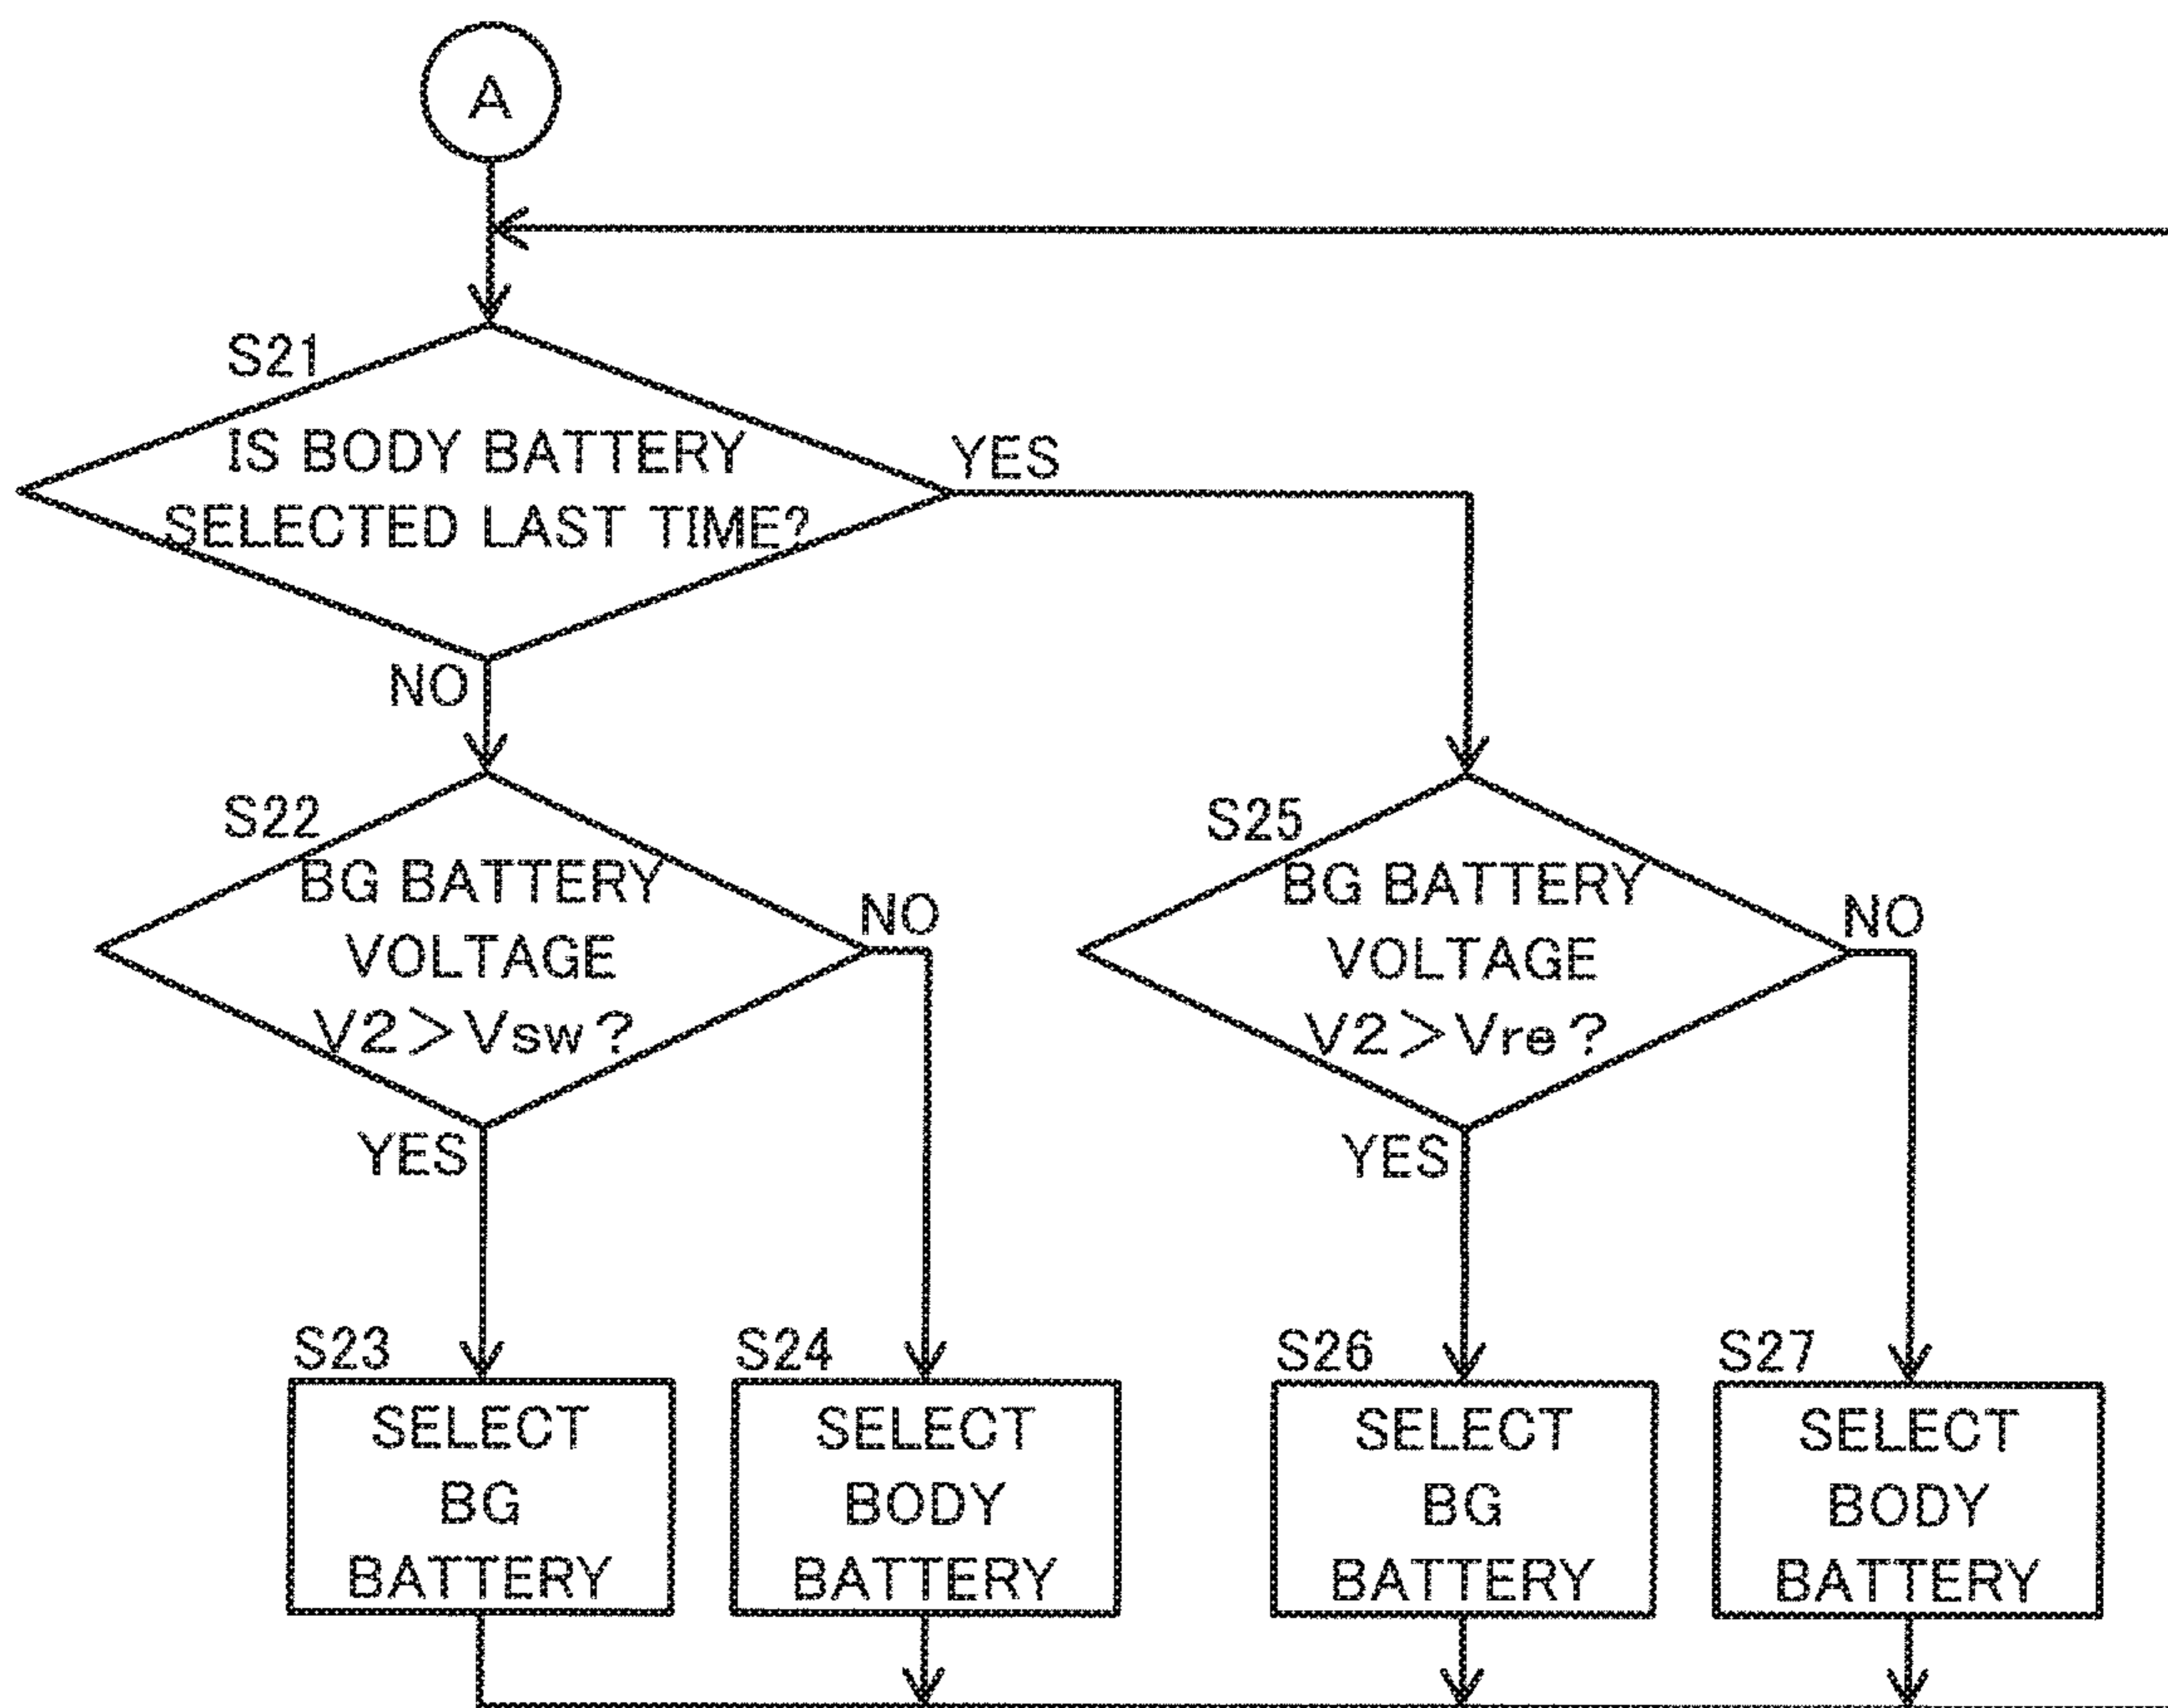 A
S21
IS BODY BATTERY
SELECTED LAST TIME?
YES
NO
S22
BG BATTERY
VOLTAGE
V2>Vsw?
NO
YES
S25
BG BATTERY
VOLTAGE
V2>Vre?
NO
YES
S23
SELECT
BG
BATTERY
S24
SELECT
BODY
BATTERY
S26
SELECT
BG
BATTERY
S27
SELECT
BODY
BATTERY